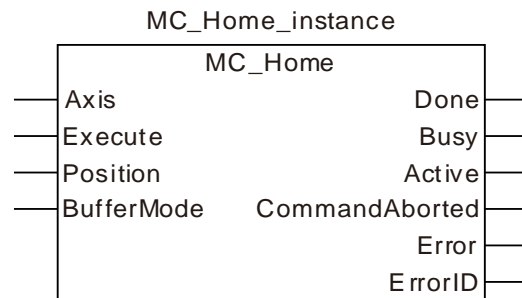 MC_Home_instance
MC_Home
Axis Done
Execute Busy
Position Active
BufferMode CommandAborted
Error
ErrorID